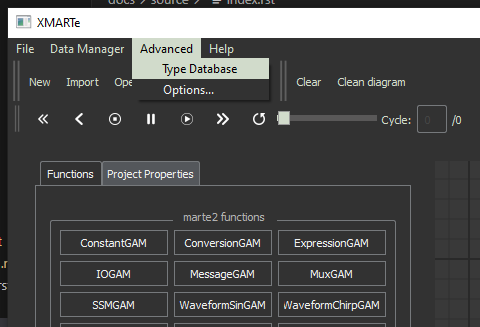 docs > source > index.rst
XMARTe
File Data Manager Advanced Help
Type Database
New Import Ope Clear Clean diagram
Options...
Cycle: 0 /0
Functions Project Properties
marte2 functions
ConstantGAM ConversionGAM ExpressionGAM
IOGAM MessageGAM MuxGAM
SSMGAM WaveformSinGAM WaveformChirpGAM